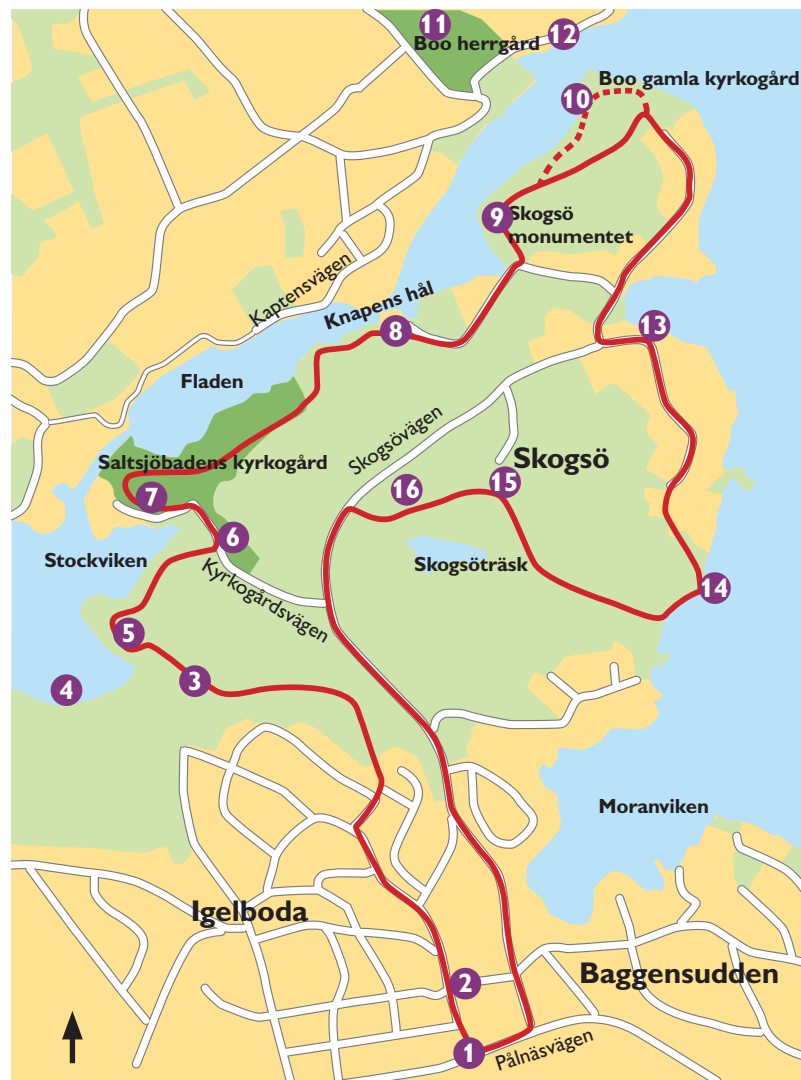 11
Boo herrgård
12
Boo gamla kyrkogård
10
9
Skogsö
monumentet
Kaptensvägen
Knapens hål
8
13
Fladen
Skogsövägen
Saltsjöbadens kyrkogård
Skogsö
7
16
15
6
Stockviken
Kyrkogårdsvägen
Skogsöträsk
14
5
3
4
Moranviken
Igelboda
2
Baggensudden
1
Pålnäsvägen